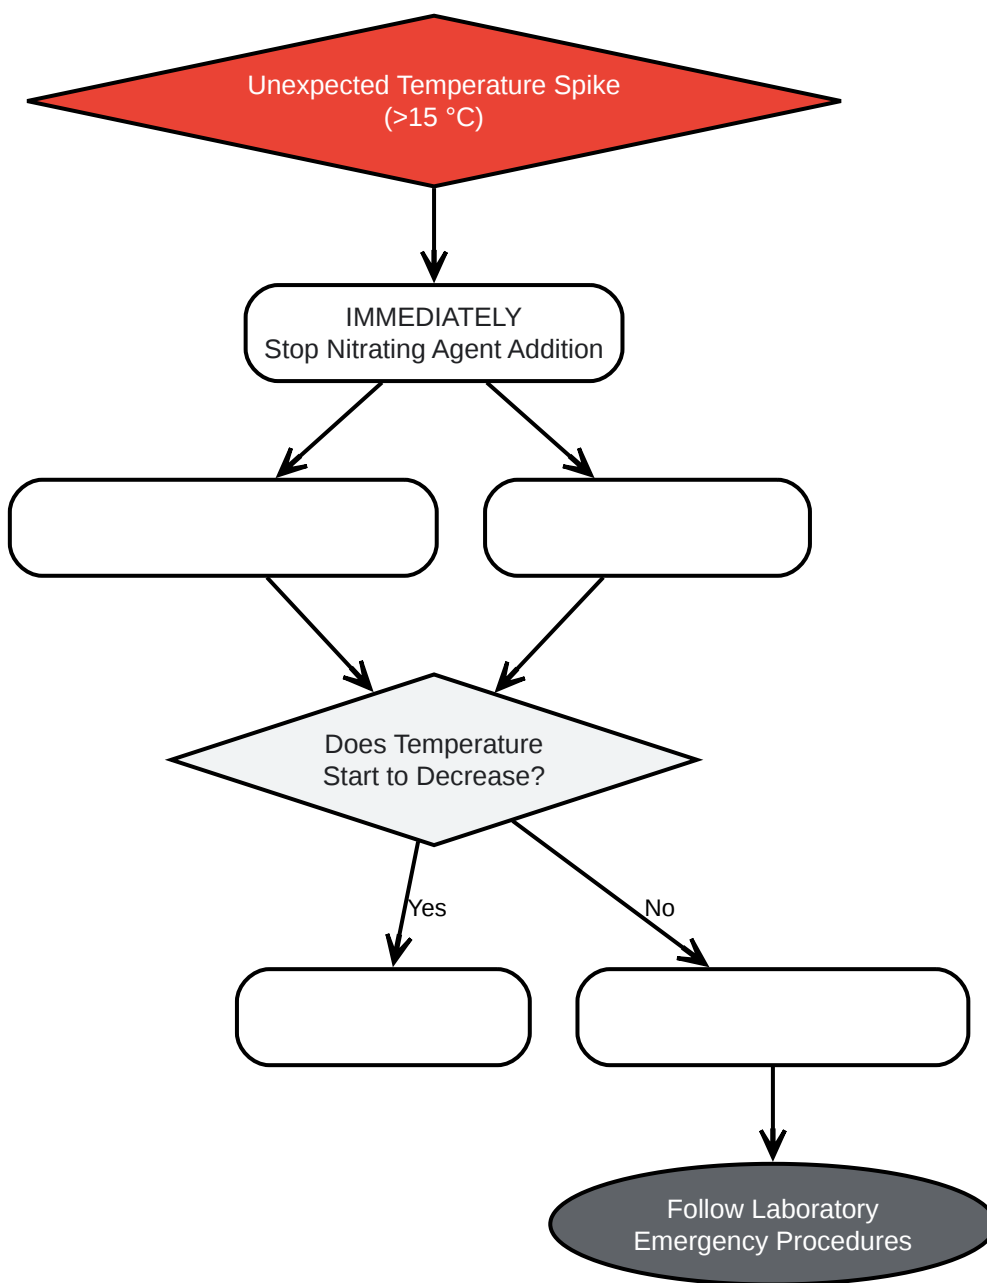 Unexpected Temperature Spike
(>15 °C)
IMMEDIATELY
Stop Nitrating Agent Addition
Does Temperature
Start to Decrease?
Yes
No
Follow Laboratory
Emergency Procedures